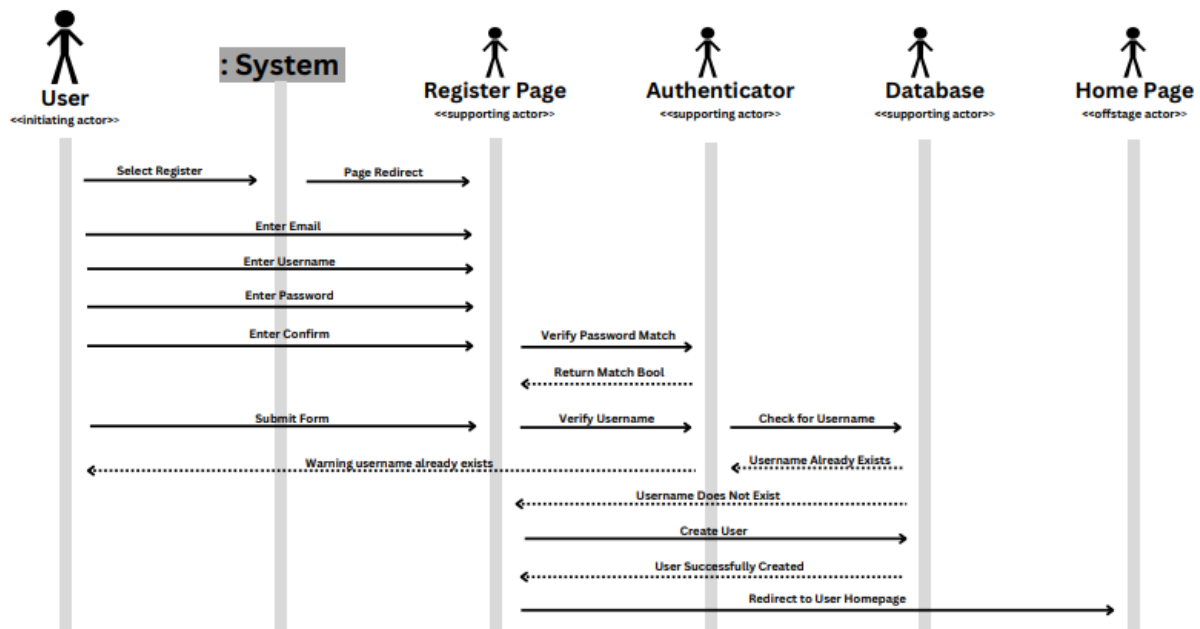 : System
User
<<initiating actor>>
Register Page
<<supporting actor>>
Authenticator
<<supporting actor>>
Database
<<supporting actor>>
Home Page
<<offstage actor>>
Select Register
Page Redirect
Enter Email
Enter Username
Enter Password
Enter Confirm
Verify Password Match
Return Match Bool
Submit Form
Verify Username
Check for Username
Warning username already exists
Username Already Exists
Username Does Not Exist
Create User
User Successfully Created
Redirect to User Homepage